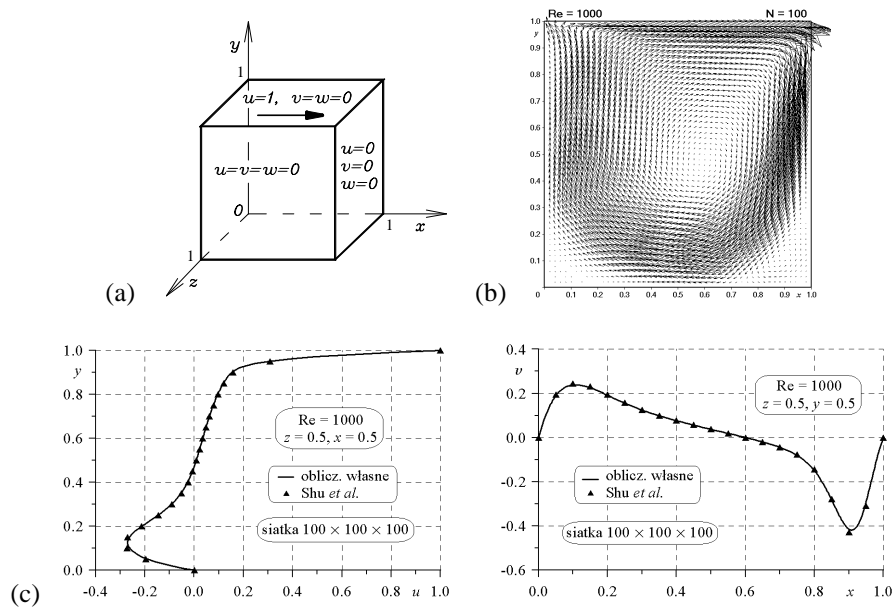 y
1
u=1, v=w=0
u=v=w=0
u=0
v=0
w=0
0
1
x
1
z
(a)
Re = 1000 N = 100
1.0
y
0.9
0.8
0.7
0.6
0.5
0.4
0.3
0.2
0.1
0 0.1 0.2 0.3 0.4 0.5 0.6 0.7 0.8 0.9 x 1.0
(b)
1.0
y
0.8
0.6
0.4
0.2
0.0
-0.4 -0.2 0.0 0.2 0.4 0.6 0.8 u 1.0
Re = 1000
z = 0.5, x = 0.5
oblicz. własne
Shu et al.
siatka 100 × 100 × 100
(c)
0.4
v
0.2
0.0
-0.2
-0.4
-0.6
0.0 0.2 0.4 0.6 0.8 x 1.0
Re = 1000
z = 0.5, y = 0.5
oblicz. własne
Shu et al.
siatka 100 × 100 × 100